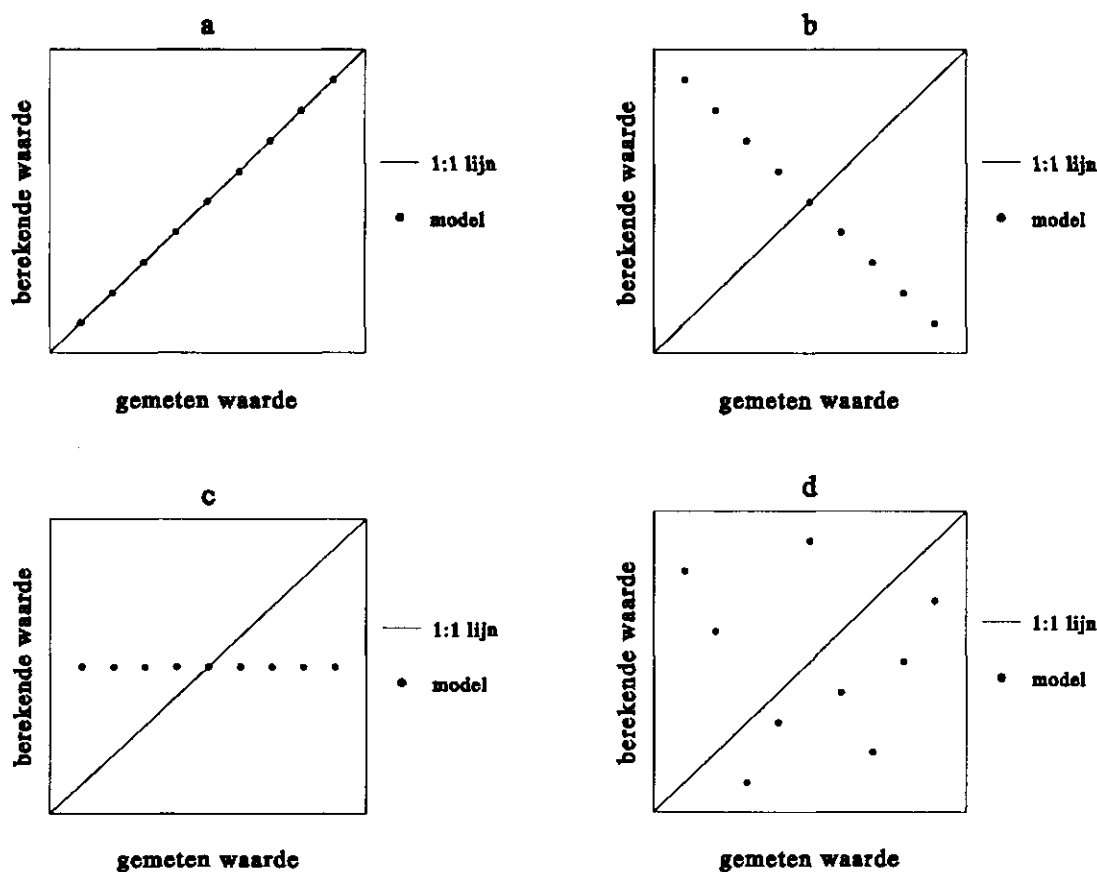 a
berekende waarde
1:1 lijn
model
gemeten waarde
b
berekende waarde
1:1 lijn
model
gemeten waarde
c
berekende waarde
1:1 lijn
model
gemeten waarde
d
berekende waarde
1:1 lijn
model
gemeten waarde